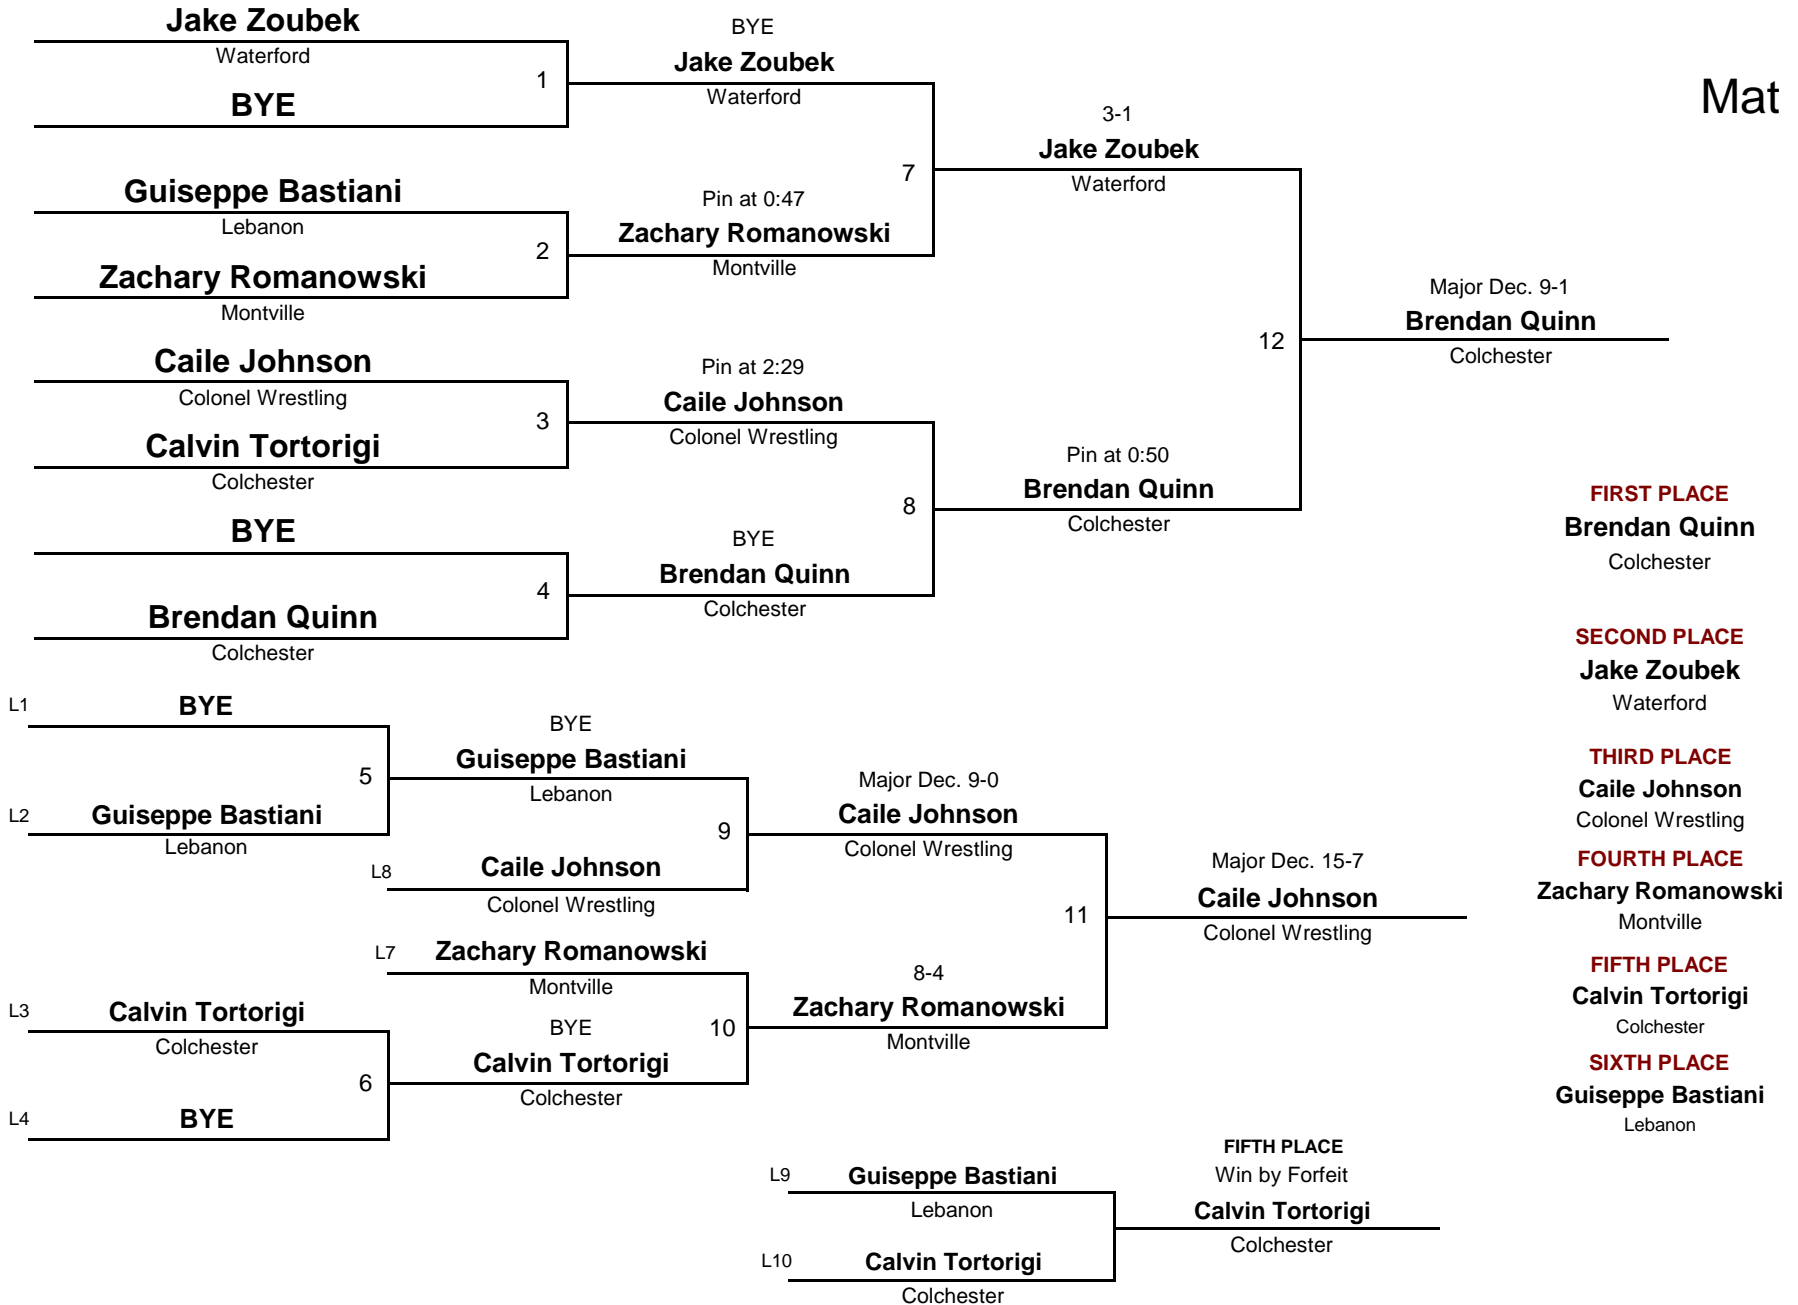 Jake Zoubek
Waterford
1
BYE
Guiseppe Bastiani
Lebanon
2
Zachary Romanowski
Montville
Caile Johnson
Colonel Wrestling
3
Calvin Tortorigi
Colchester
BYE
4
Brendan Quinn
Colchester
BYE
Jake Zoubek
Waterford
7
Pin at 0:47
Zachary Romanowski
Montville
Pin at 2:29
Caile Johnson
Colonel Wrestling
8
BYE
Brendan Quinn
Colchester
3-1
Jake Zoubek
Waterford
12
Pin at 0:50
Brendan Quinn
Colchester
Major Dec. 9-1
Brendan Quinn
Colchester
Mat
L1 BYE
5
L2 Guiseppe Bastiani
Lebanon
BYE
Guiseppe Bastiani
Lebanon
9
L8 Caile Johnson
Colonel Wrestling
L7 Zachary Romanowski
Montville
10
L3 Calvin Tortorigi
Colchester
6
L4 BYE
BYE
Calvin Tortorigi
Colchester
Major Dec. 9-0
Caile Johnson
Colonel Wrestling
11
8-4
Zachary Romanowski
Montville
Major Dec. 15-7
Caile Johnson
Colonel Wrestling
L9 Guiseppe Bastiani
Lebanon
L10 Calvin Tortorigi
Colchester
FIFTH PLACE
Win by Forfeit
Calvin Tortorigi
Colchester
FIRST PLACE
Brendan Quinn
Colchester
SECOND PLACE
Jake Zoubek
Waterford
THIRD PLACE
Caile Johnson
Colonel Wrestling
FOURTH PLACE
Zachary Romanowski
Montville
FIFTH PLACE
Calvin Tortorigi
Colchester
SIXTH PLACE
Guiseppe Bastiani
Lebanon